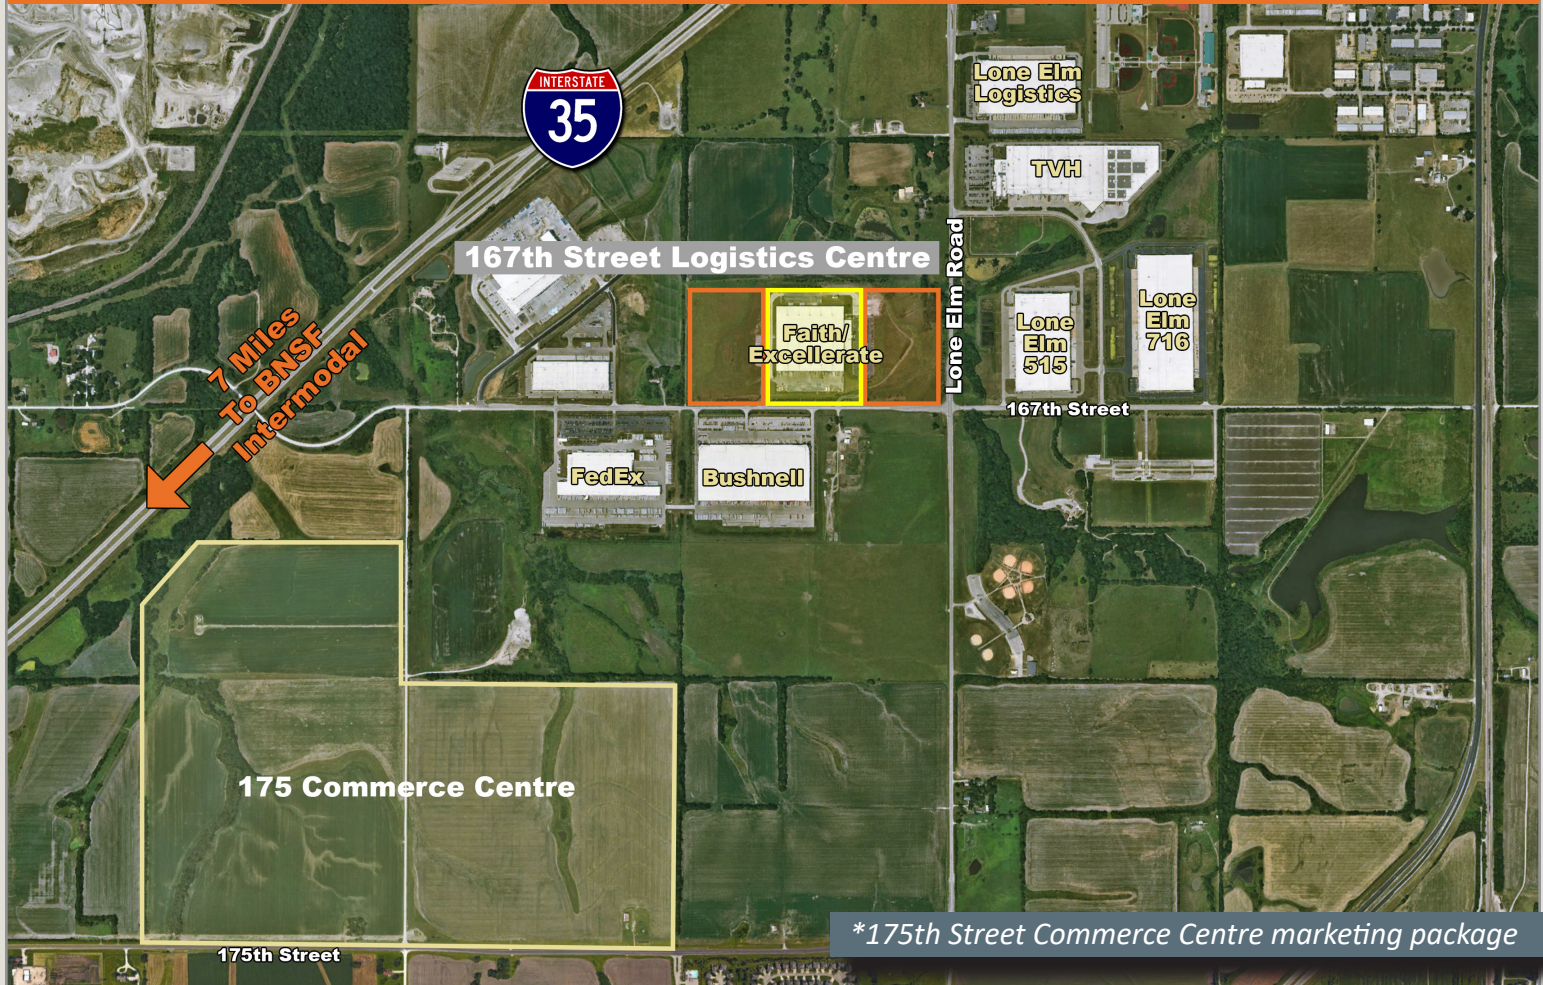 INTERSTATE
35
Lone Elm
Logistics
TVH
167th Street Logistics Centre
Lone Elm Road
Faith/
Excellerate
Lone
Elm
515
Lone
Elm
716
7 Miles
To BNSF
Intermodal
167th Street
FedEx
Bushnell
175 Commerce Centre
175th Street
*175th Street Commerce Centre marketing package